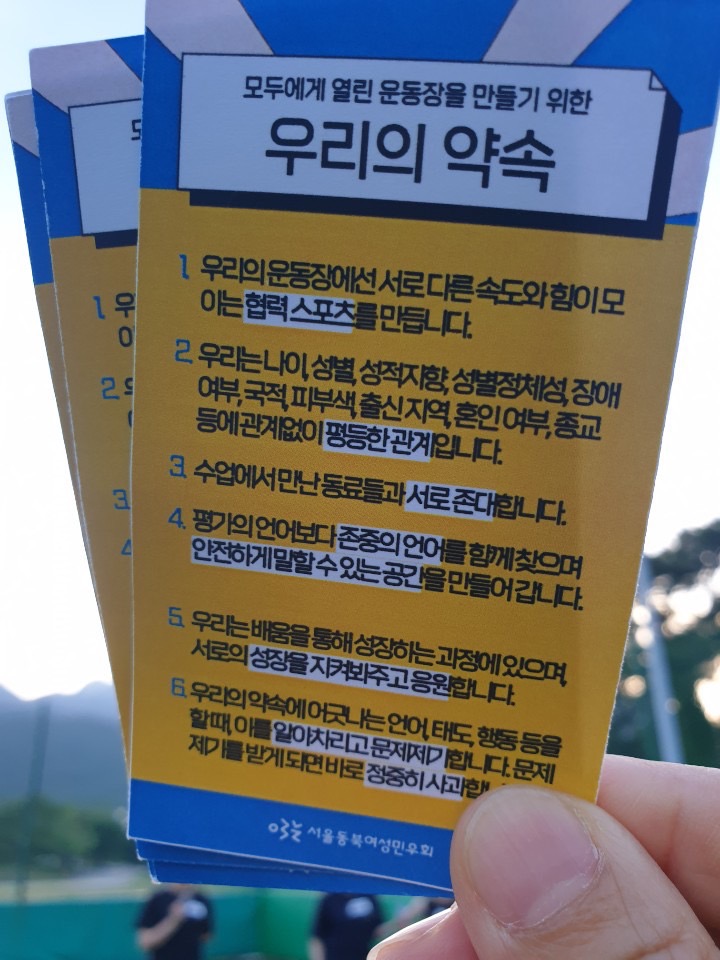 모두에게 열린 운동장을 만들기 위한
우리의 약속
1. 우리의 운동장에선 서로 다른 속도와 힘이 모
이는 협력 스포츠를 만듭니다.
2. 우리는 나이, 성별, 성적지향, 성별정체성, 장애
여부, 국적, 피부색, 출신 지역, 혼인 여부, 종교
등에 관계없이 평등한 관계입니다.
3. 수업에서 만난 동료들과 서로 존대합니다.
4. 평가의 언어보다 존중의 언어를 함께 찾으며
안전하게 말할 수 있는 공간을 만들어 갑니다.
5. 우리는 배움을 통해 성장하는 과정에 있으며,
서로의 성장을 지켜봐주고 응원합니다.
6. 우리의 약속에 어긋나는 언어, 태도, 행동 등을
할 때, 이를 알아차리고 문제제기합니다. 문제
제기를 받게 되면 바로 정중히 사과합
서울동북여성민우회
1. 우
이
2. 우
3.
4.